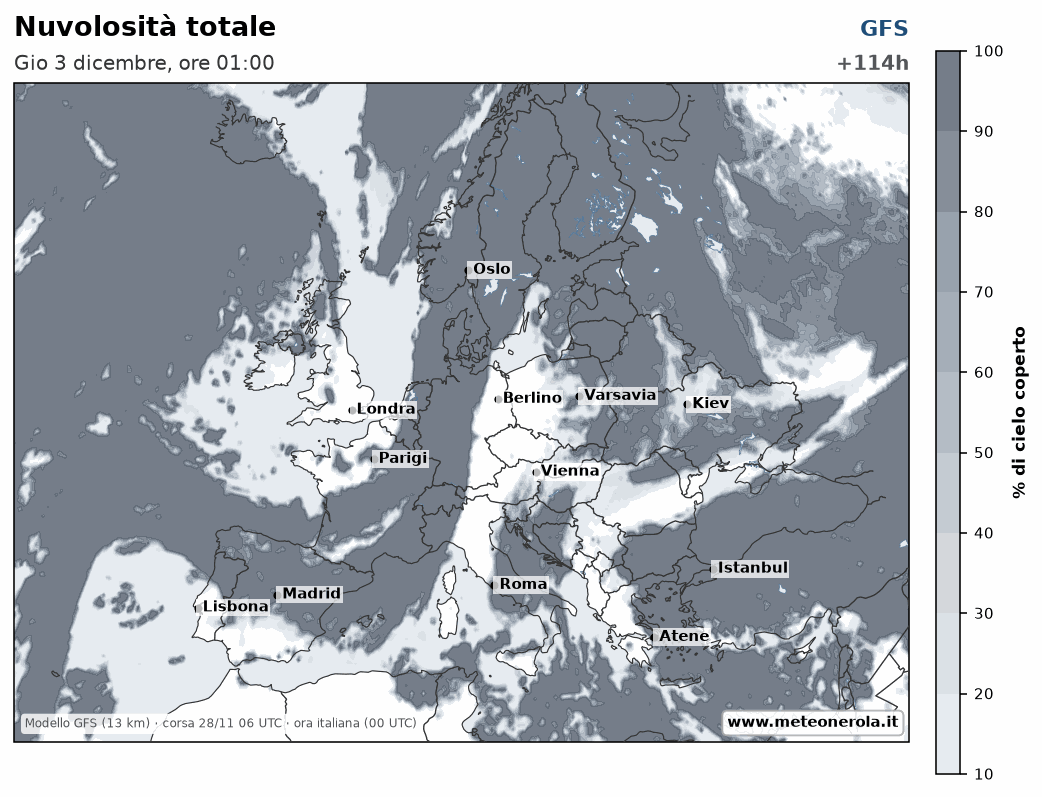 Nuvolosità totale
GFS
Gio 3 dicembre, ore 01:00
+114h
100
90
80
70
60
50
40
30
20
10
% di cielo coperto
Oslo
Londra
Berlino
Varsavia
Kiev
Parigi
Vienna
Istanbul
Roma
Madrid
Lisbona
Atene
Modello GFS (13 km) · corsa 28/11 06 UTC · ora italiana (00 UTC)
www.meteonerola.it